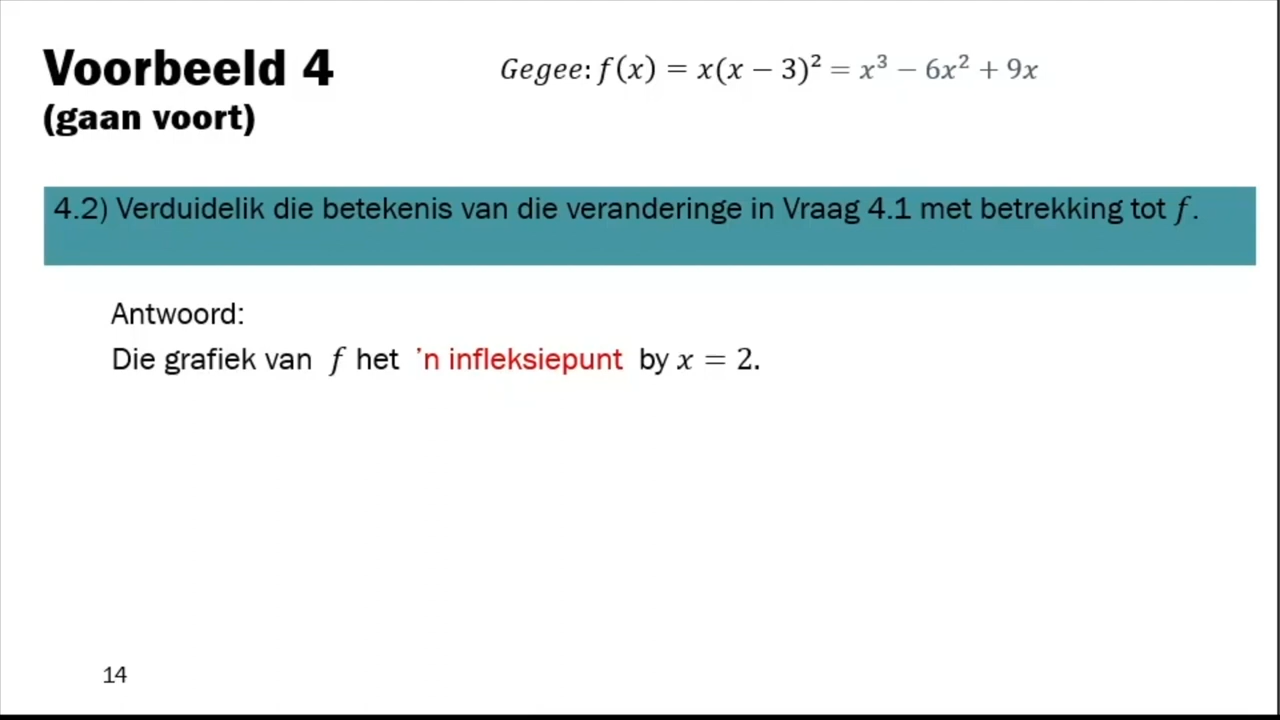 Voorbeeld 4
(gaan voort)
Gegee: f(x) = x(x − 3)² = x³ − 6x² + 9x
4.2) Verduidelik die betekenis van die veranderinge in Vraag 4.1 met betrekking tot f.
Antwoord:
Die grafiek van f het ’n infleksiepunt by x = 2.
14